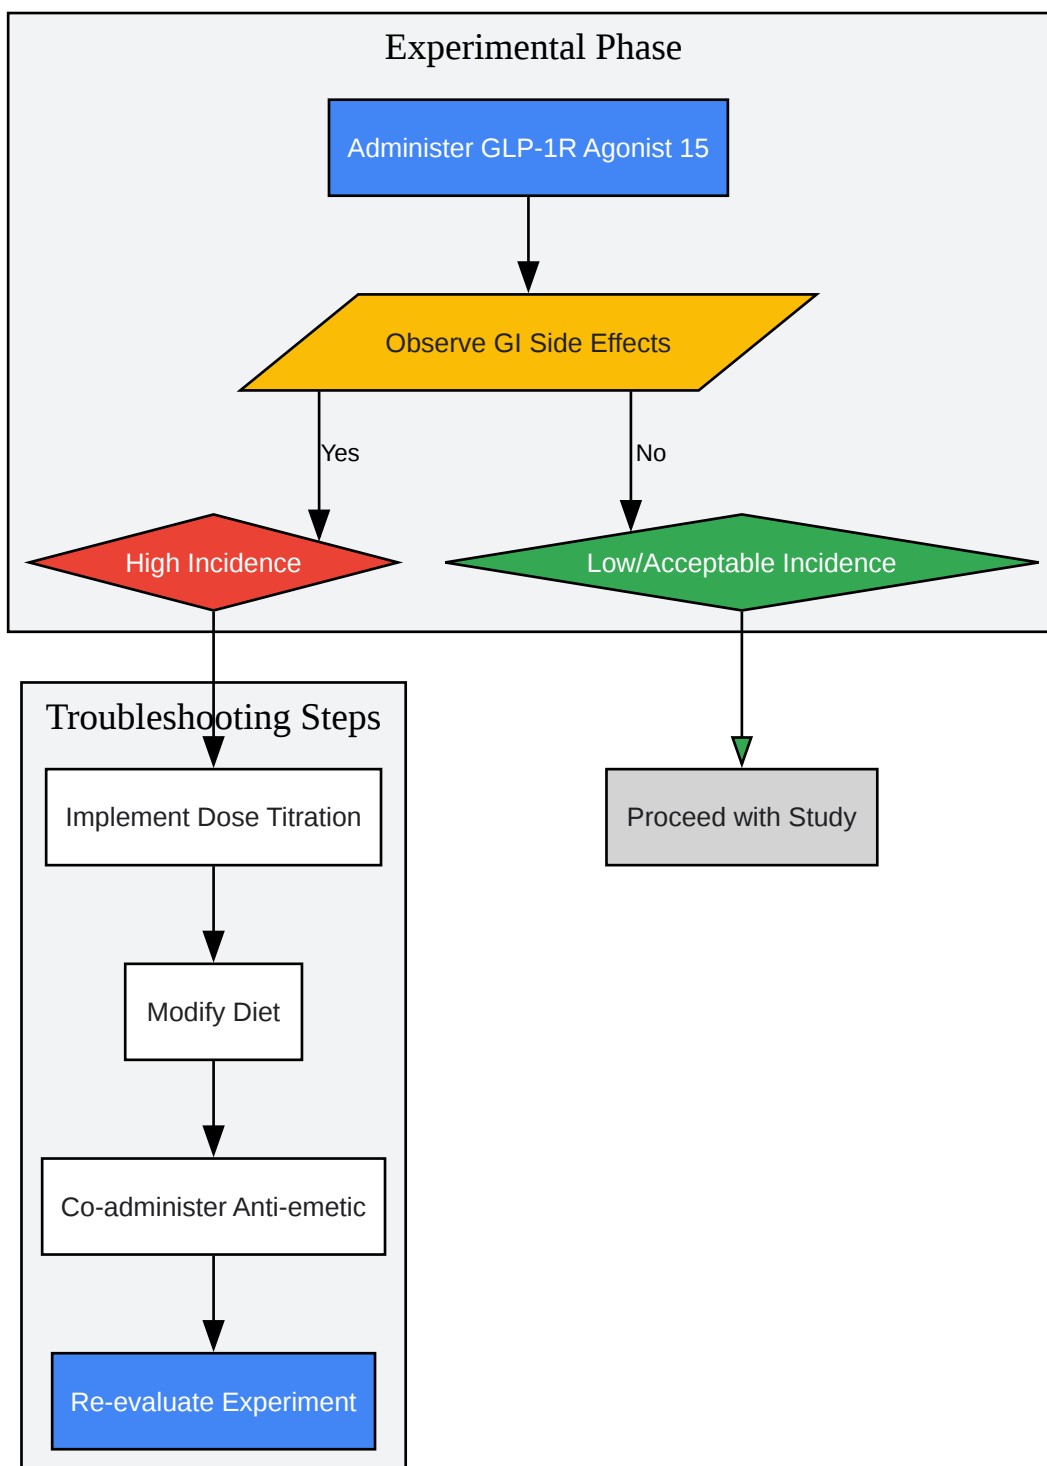 Experimental Phase
Administer GLP-1R Agonist 15
Observe GI Side Effects
Yes
No
High Incidence
Low/Acceptable Incidence
Troubleshooting Steps
Implement Dose Titration
Proceed with Study
Modify Diet
Co-administer Anti-emetic
Re-evaluate Experiment